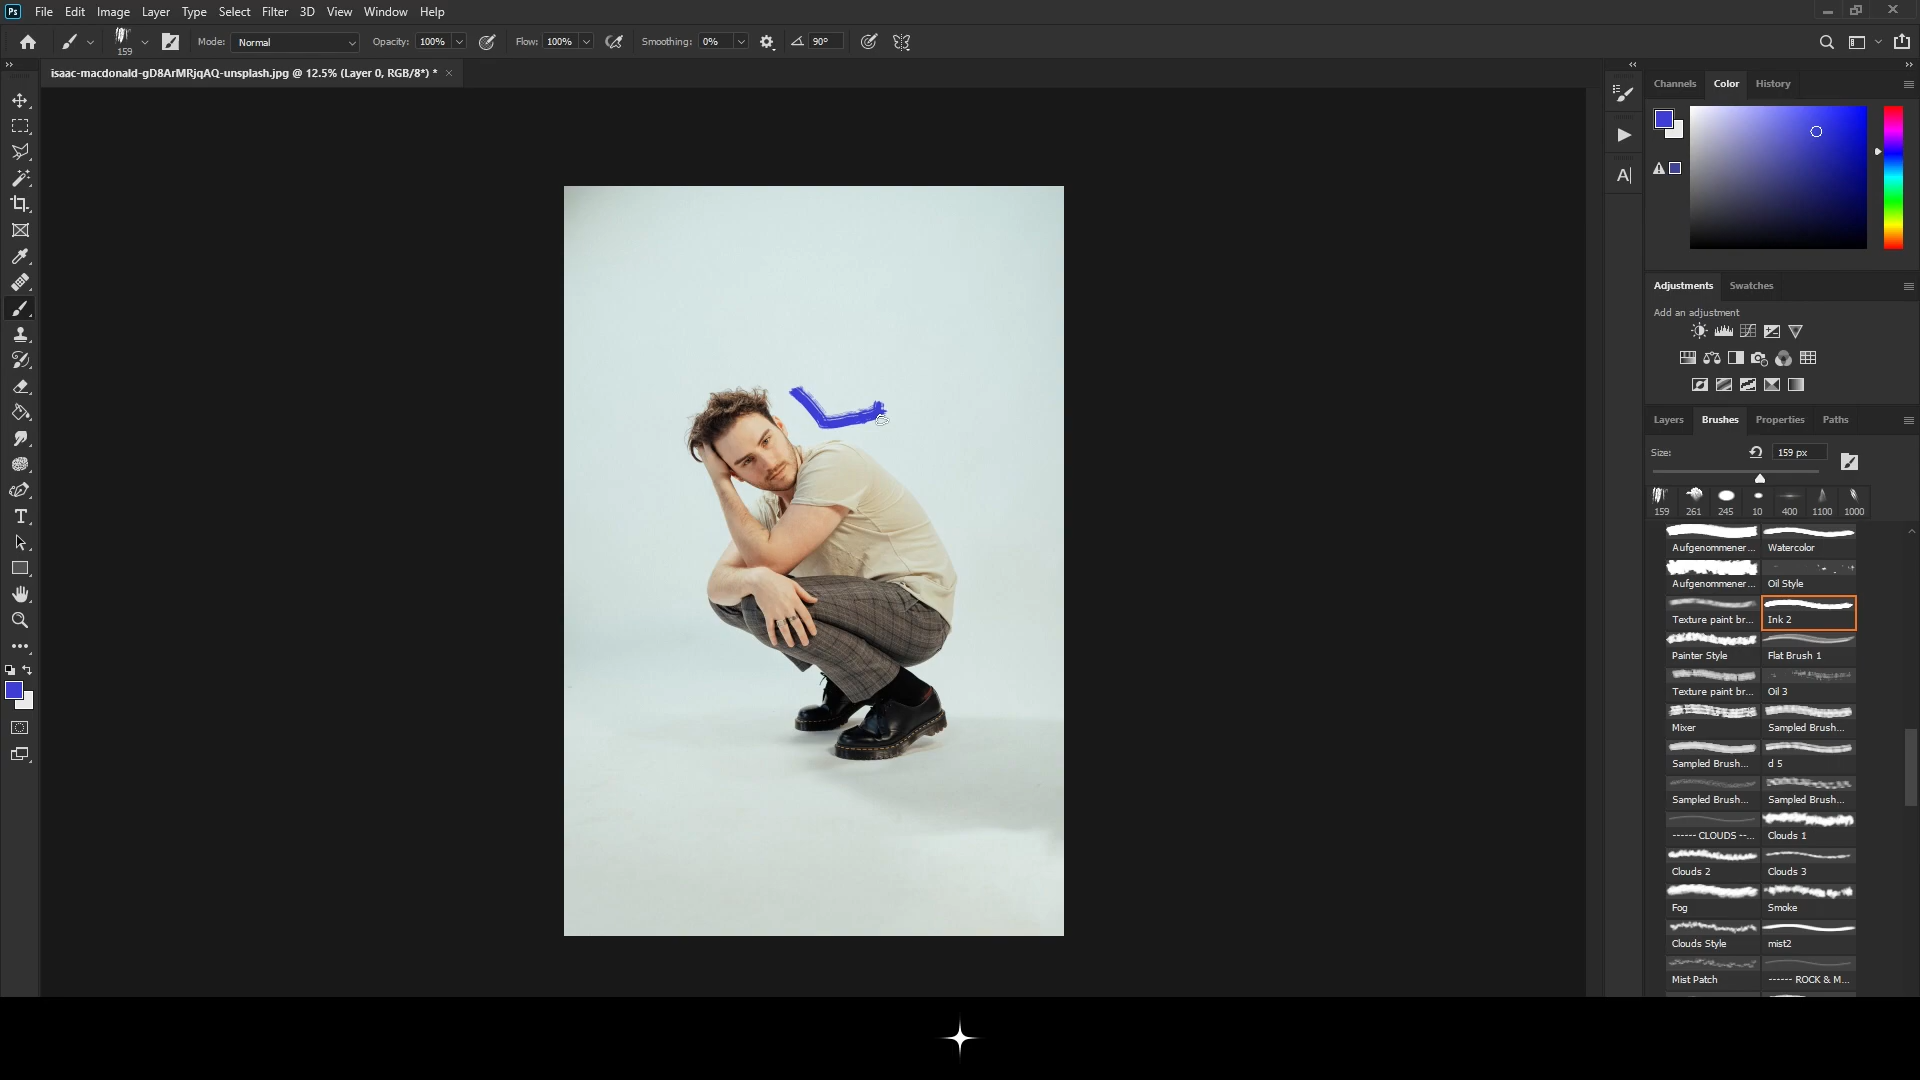 Ps File Edit Image Layer Type Select Filter 3D View Window Help
159 Mode: Normal Opacity: 100% Flow: 100% Smoothing: 0% 90°
isaac-macdonald-gD8ArMRjqAQ-unsplash.jpg @ 12.5% (Layer 0, RGB/8*) * ×
Channels Color History
Adjustments Swatches
Add an adjustment
Layers Brushes Properties Paths
Size: 159 px
159 261 245 10 400 1100 1000
Aufgenommener... Watercolor
Aufgenommener... Oil Style
Texture paint br... Ink 2
Painter Style Flat Brush 1
Texture paint br... Oil 3
Mixer Sampled Brush...
Sampled Brush... d 5
Sampled Brush... Sampled Brush...
------ CLOUDS --... Clouds 1
Clouds 2 Clouds 3
Fog Smoke
Clouds Style mist2
Mist Patch ------ ROCK & M...